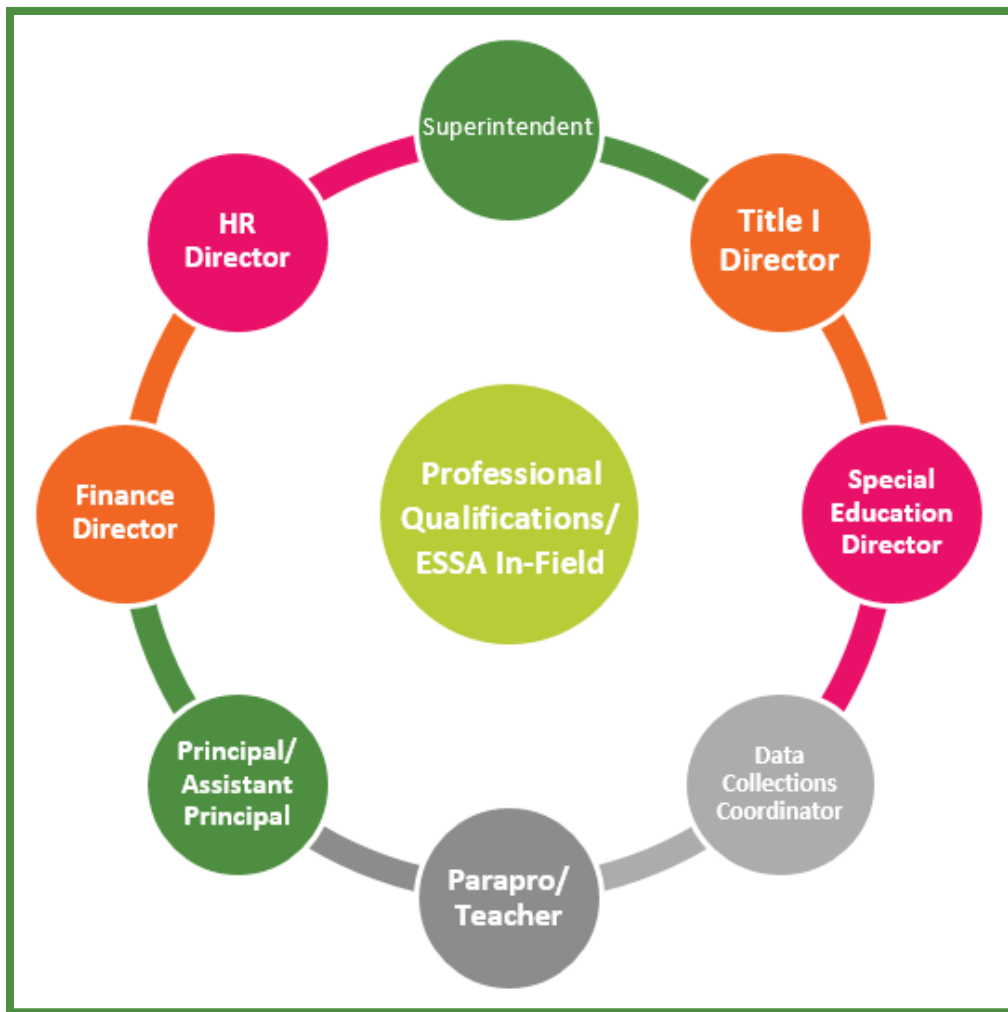 Superintendent
Title I
Director
Special
Education
Director
Data
Collections
Coordinator
Parapro/
Teacher
Principal/
Assistant
Principal
Finance
Director
HR
Director
Professional
Qualifications/
ESSA In-Field